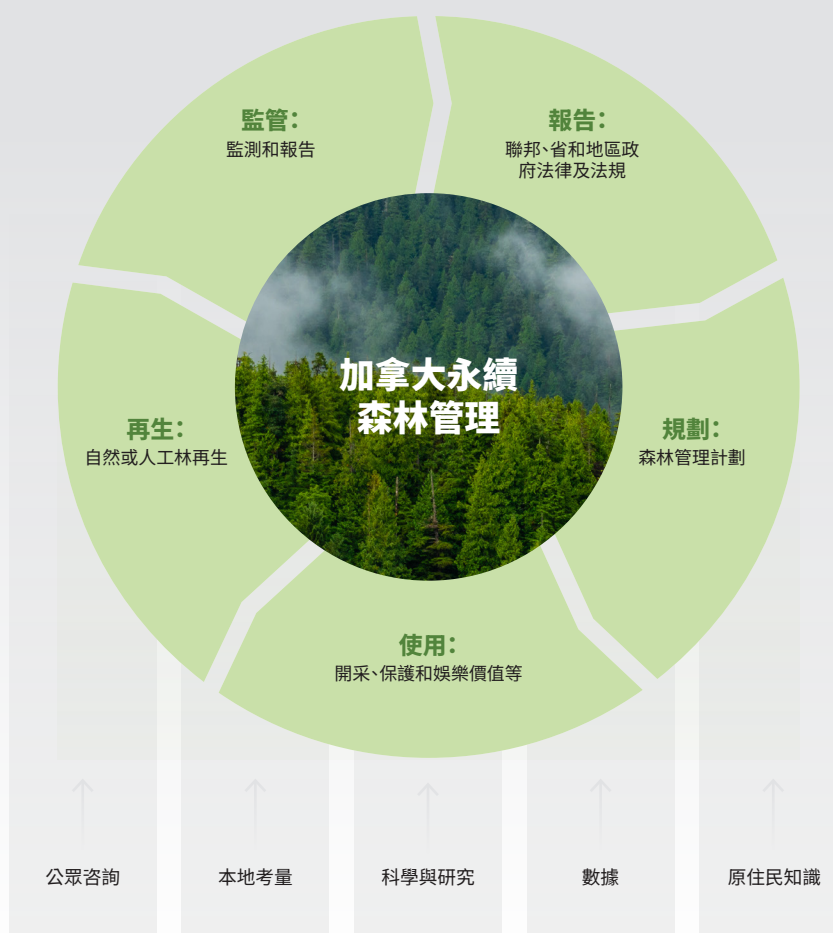 監管：
監測和報告
報告：
聯邦、省和地區政
府法律及法規
加拿大永續
森林管理
再生：
自然或人工林再生
規劃：
森林管理計劃
使用：
開采、保護和娛樂價值等
公眾咨詢
本地考量
科學與研究
數據
原住民知識